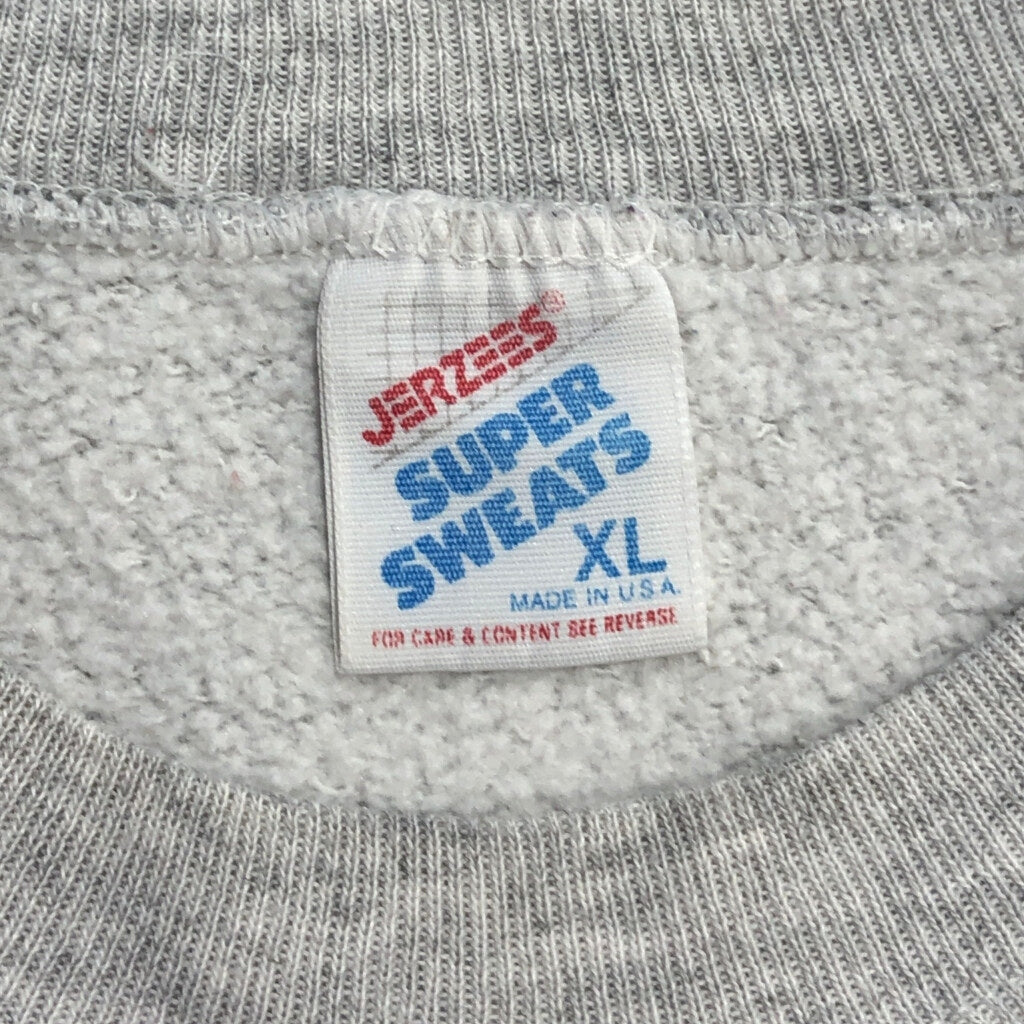 JERZEES®
SUPER
SWEATS
XL
MADE IN U S A
FOR CARE & CONTENT SEE REVERSE